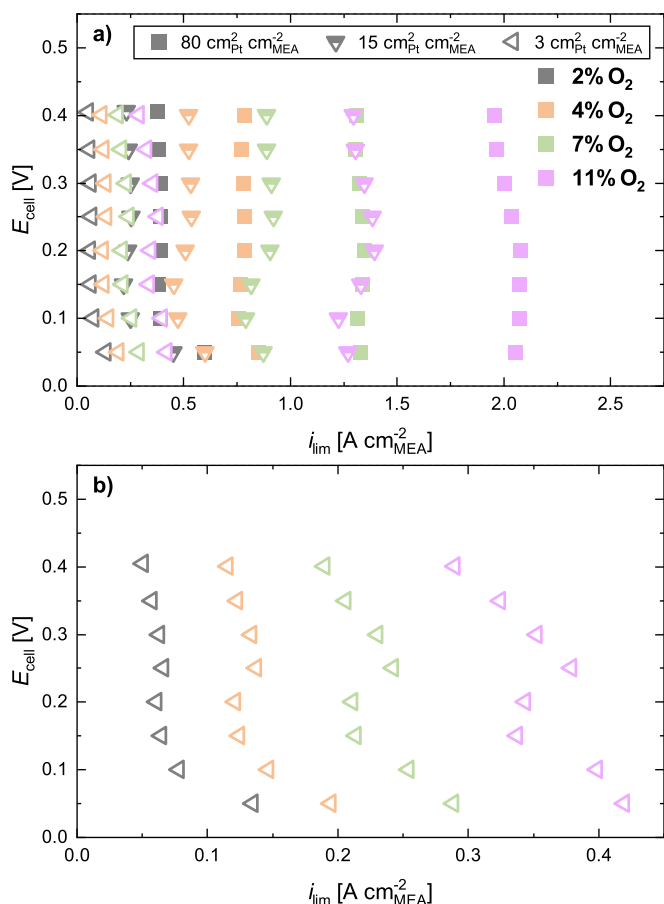 a)
80 cm²Pt cm⁻²MEA 15 cm²Pt cm⁻²MEA 3 cm²Pt cm⁻²MEA
2% O₂
4% O₂
7% O₂
11% O₂
0.5
0.4
0.3
0.2
0.1
0.0
Ecell [V]
0.0 0.5 1.0 1.5 2.0 2.5
ilim [A cm⁻²MEA]
b)
0.5
0.4
0.3
0.2
0.1
0.0
Ecell [V]
0.0 0.1 0.2 0.3 0.4
ilim [A cm⁻²MEA]